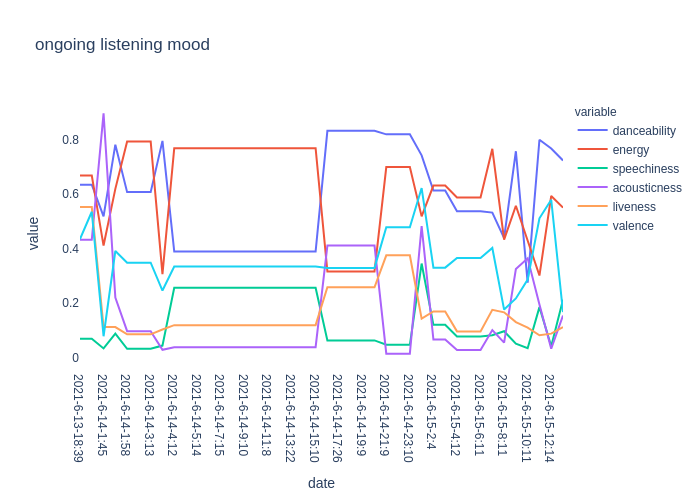 ongoing listening mood
variable
danceability
energy
speechiness
acousticness
liveness
valence
value
0.8
0.6
0.4
0.2
0
2021-6-13-18:39
2021-6-14-1:45
2021-6-14-1:58
2021-6-14-3:13
2021-6-14-4:12
2021-6-14-5:14
2021-6-14-7:15
2021-6-14-9:10
2021-6-14-11:8
2021-6-14-13:22
2021-6-14-15:10
2021-6-14-17:26
2021-6-14-19:9
2021-6-14-21:9
2021-6-14-23:10
2021-6-15-2:4
2021-6-15-4:12
2021-6-15-6:11
2021-6-15-8:11
2021-6-15-10:11
2021-6-15-12:14
date